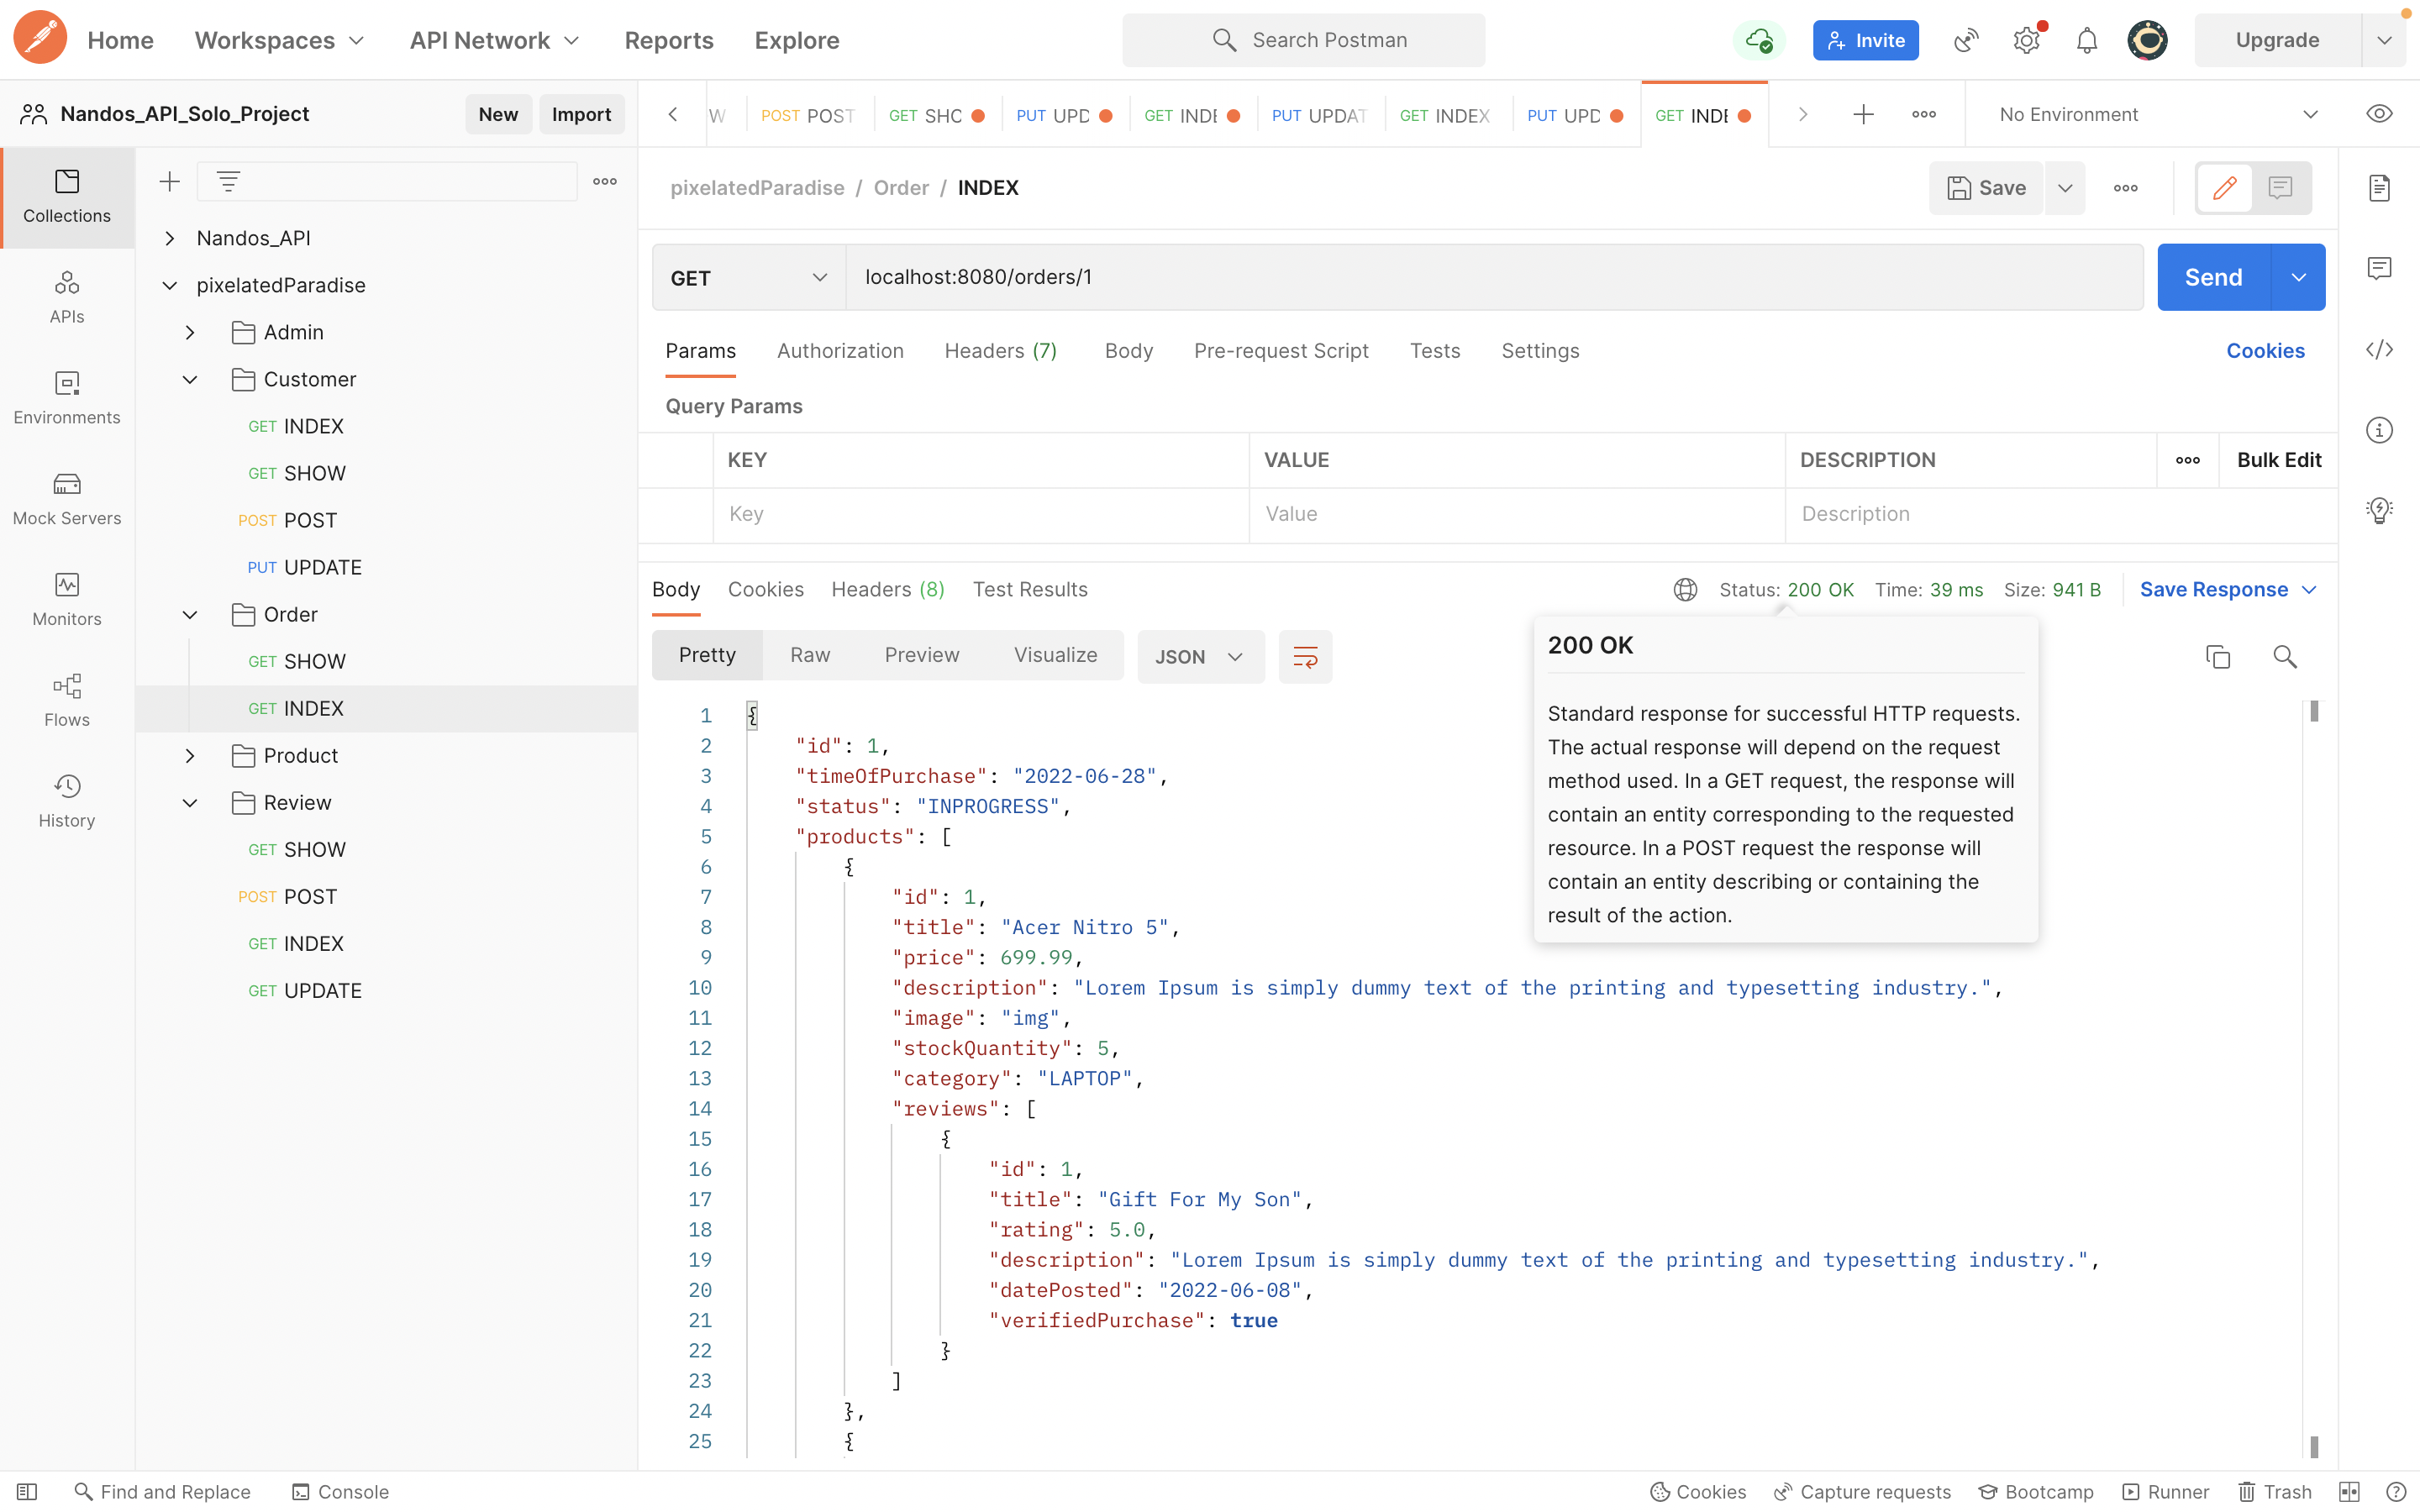 Home Workspaces API Network Reports Explore Search Postman Invite Upgrade
Nandos_API_Solo_Project New Import
W POST POST GET SHO PUT UPD GET INDE PUT UPDAT GET INDEX PUT UPD GET INDE No Environment
Collections
APIs
Environments
Mock Servers
Monitors
Flows
History
Nandos_API
pixelatedParadise
Admin
Customer
GET INDEX
GET SHOW
POST POST
PUT UPDATE
Order
GET SHOW
GET INDEX
Product
Review
GET SHOW
POST POST
GET INDEX
GET UPDATE
pixelatedParadise / Order / INDEX Save
GET localhost:8080/orders/1 Send
Params Authorization Headers (7) Body Pre-request Script Tests Settings Cookies
Query Params
KEY VALUE DESCRIPTION Bulk Edit
Key Value Description
Body Cookies Headers (8) Test Results Status: 200 OK Time: 39 ms Size: 941 B Save Response
Pretty Raw Preview Visualize JSON
200 OK
Standard response for successful HTTP requests.
The actual response will depend on the request
method used. In a GET request, the response will
contain an entity corresponding to the requested
resource. In a POST request the response will
contain an entity describing or containing the
result of the action.
1 {
2 "id": 1,
3 "timeOfPurchase": "2022-06-28",
4 "status": "INPROGRESS",
5 "products": [
6 {
7 "id": 1,
8 "title": "Acer Nitro 5",
9 "price": 699.99,
10 "description": "Lorem Ipsum is simply dummy text of the printing and typesetting industry.",
11 "image": "img",
12 "stockQuantity": 5,
13 "category": "LAPTOP",
14 "reviews": [
15 {
16 "id": 1,
17 "title": "Gift For My Son",
18 "rating": 5.0,
19 "description": "Lorem Ipsum is simply dummy text of the printing and typesetting industry.",
20 "datePosted": "2022-06-08",
21 "verifiedPurchase": true
22 }
23 ]
24 },
25 {
Find and Replace Console Cookies Capture requests Bootcamp Runner Trash